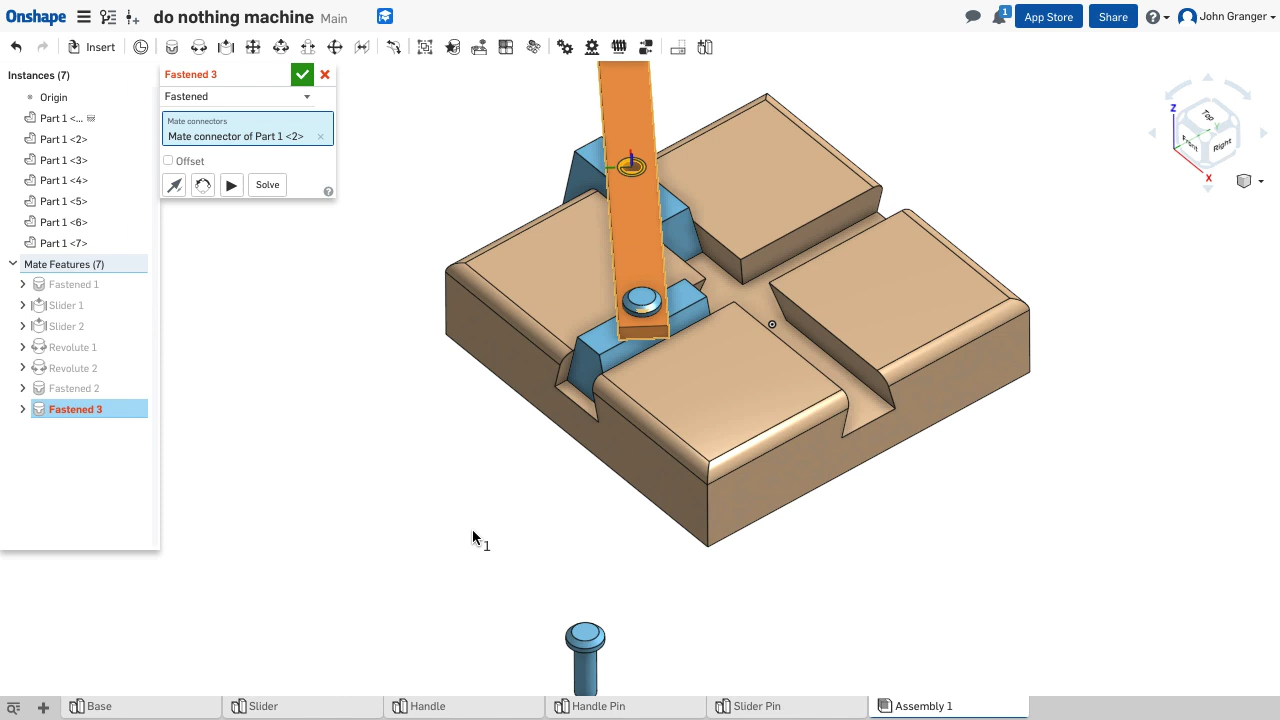 Onshape do nothing machine Main 1 App Store Share John Granger
Insert
Instances (7)
Origin
Part 1 <...
Part 1 <2>
Part 1 <3>
Part 1 <4>
Part 1 <5>
Part 1 <6>
Part 1 <7>
Mate Features (7)
Fastened 1
Slider 1
Slider 2
Revolute 1
Revolute 2
Fastened 2
Fastened 3
Fastened 3
Fastened
Mate connectors
Mate connector of Part 1 <2>
Offset
Solve
Z
Top
Y
Front
Right
X
1
Base
Slider
Handle
Handle Pin
Slider Pin
Assembly 1